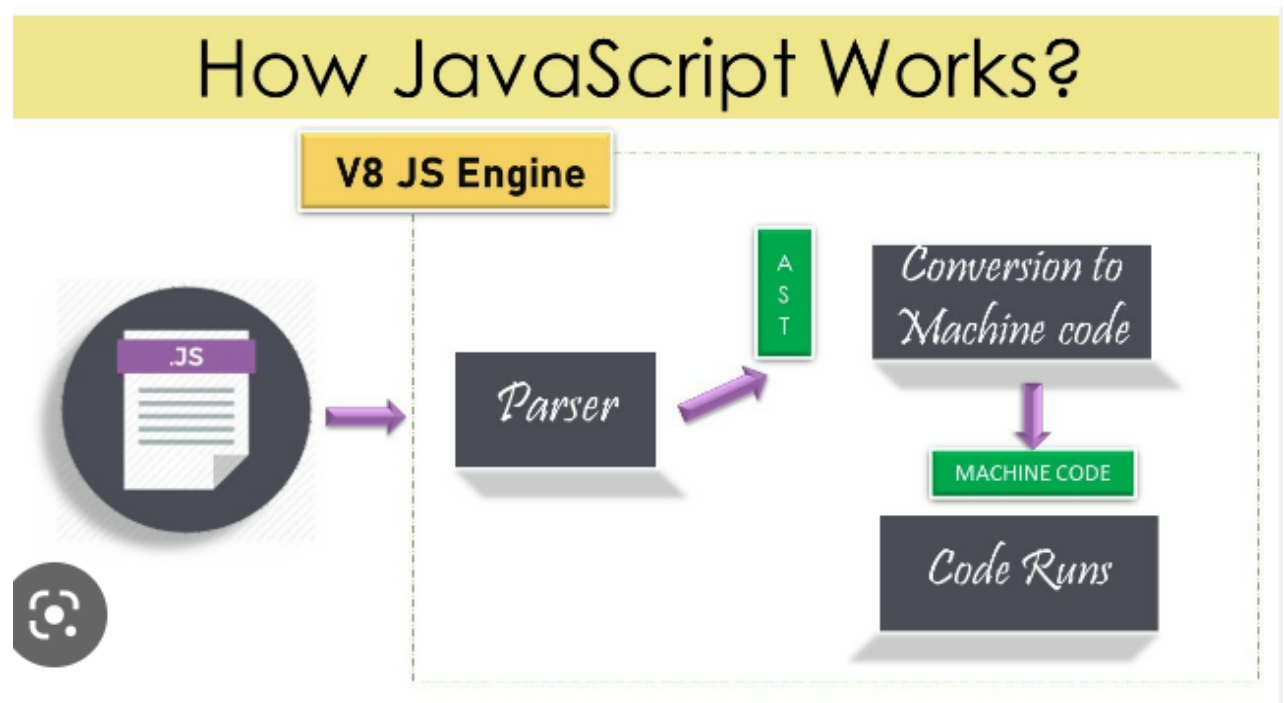 How JavaScript Works?
V8 JS Engine
.JS
Parser
A
S
T
Conversion to
Machine code
MACHINE CODE
Code Runs